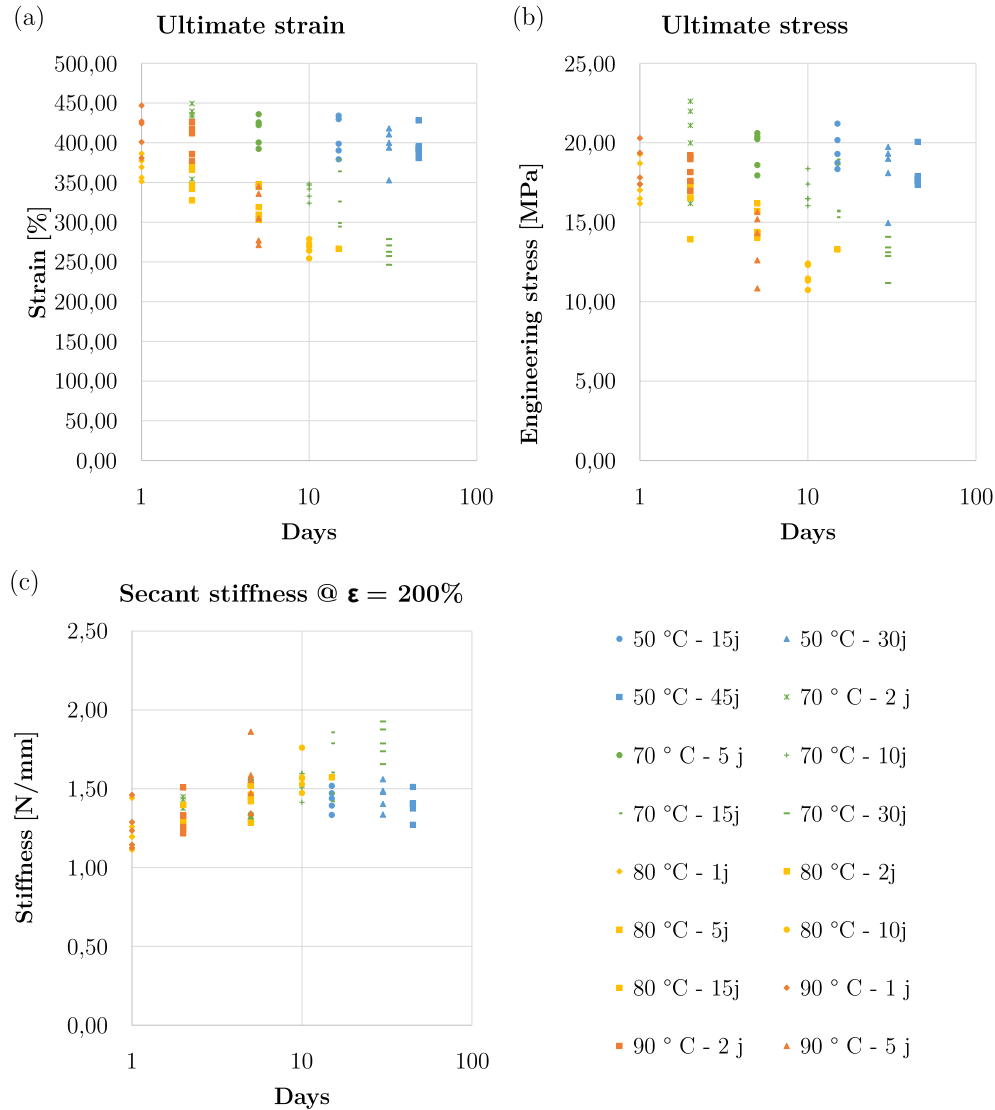 (a)
Ultimate strain
500,00
450,00
400,00
350,00
300,00
250,00
200,00
150,00
100,00
50,00
0,00
Strain [%]
1
10
100
Days
(b)
Ultimate stress
25,00
20,00
15,00
10,00
5,00
0,00
Engineering stress [MPa]
1
10
100
Days
(c)
Secant stiffness @ ε = 200%
2,50
2,00
1,50
1,00
0,50
0,00
Stiffness [N/mm]
1
10
100
Days
50 °C - 15j
50 °C - 30j
50 °C - 45j
70 ° C - 2 j
70 ° C - 5 j
70 °C - 10j
70 °C - 15j
70 °C - 30j
80 °C - 1j
80 °C - 2j
80 °C - 5j
80 °C - 10j
80 °C - 15j
90 ° C - 1 j
90 ° C - 2 j
90 ° C - 5 j